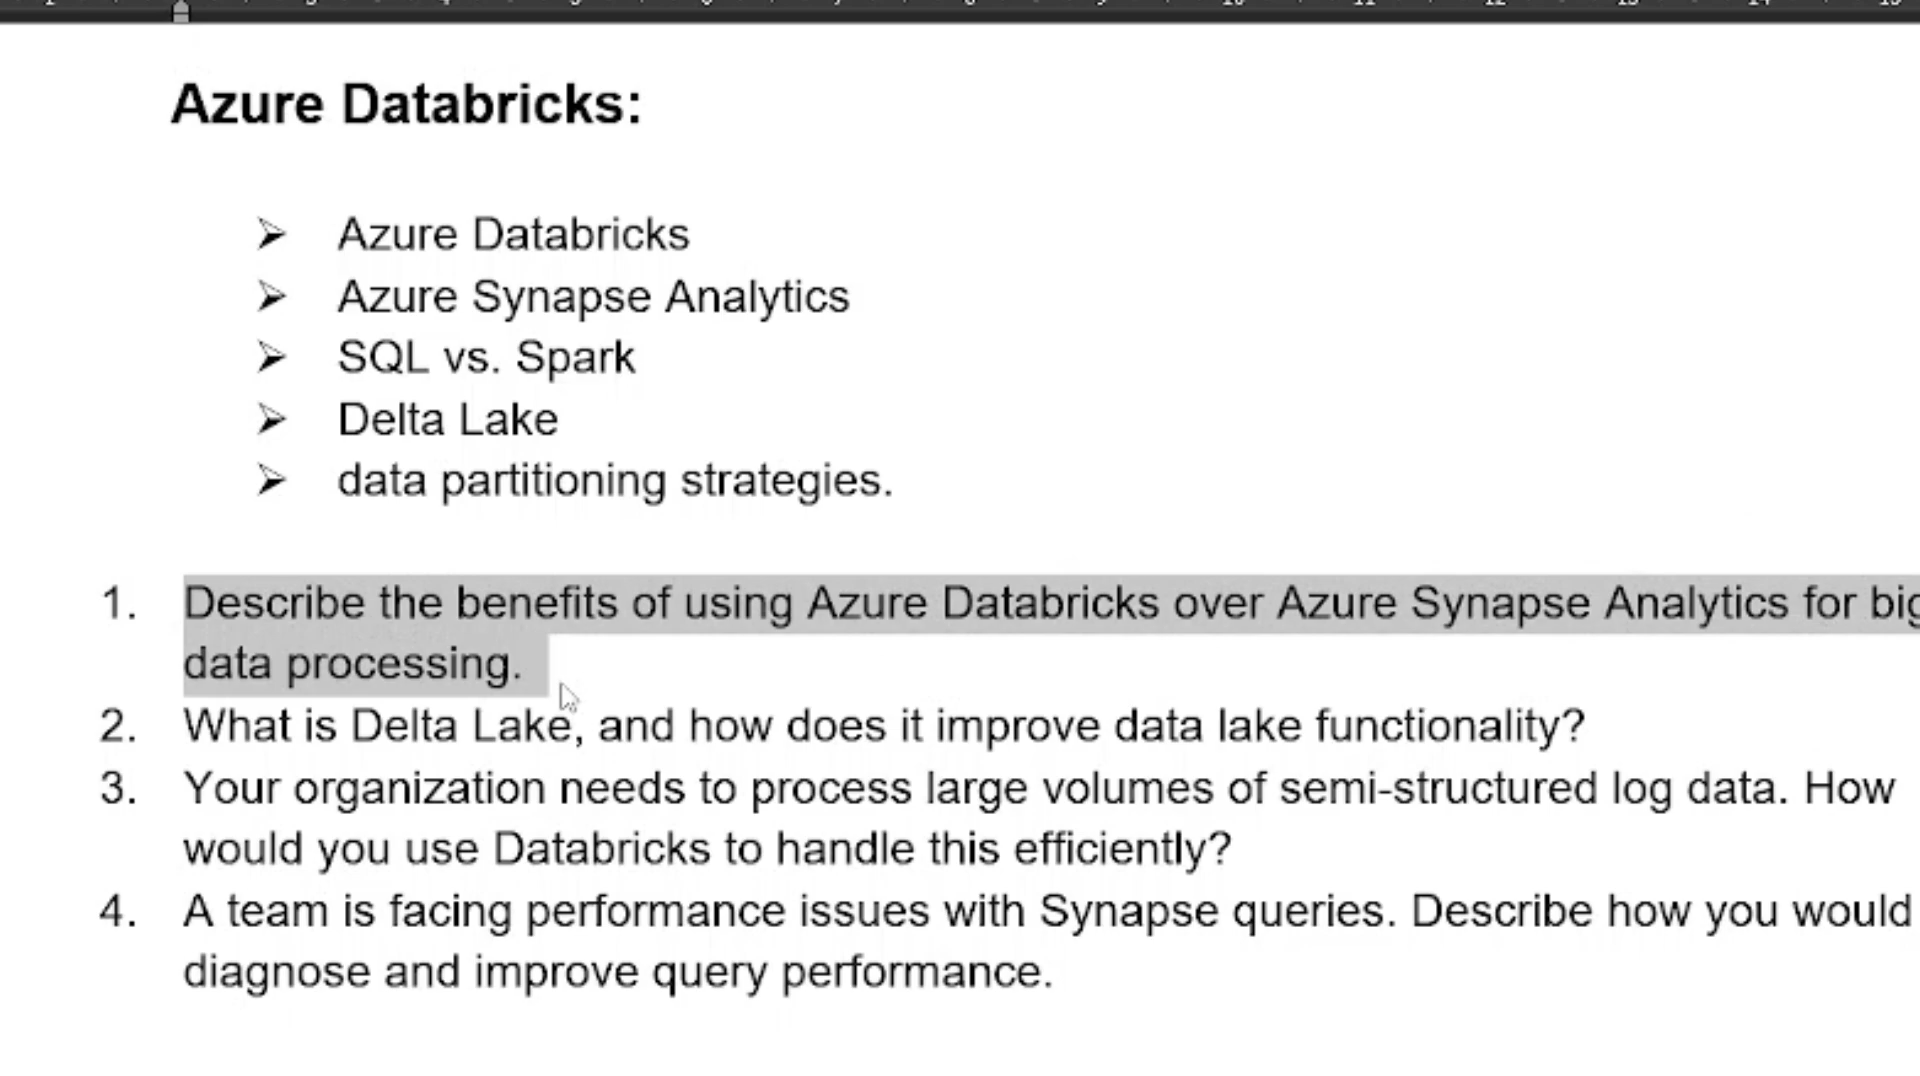 Azure Databricks:
➢ Azure Databricks
➢ Azure Synapse Analytics
➢ SQL vs. Spark
➢ Delta Lake
➢ data partitioning strategies.
1. Describe the benefits of using Azure Databricks over Azure Synapse Analytics for big
data processing.
2. What is Delta Lake, and how does it improve data lake functionality?
3. Your organization needs to process large volumes of semi-structured log data. How
would you use Databricks to handle this efficiently?
4. A team is facing performance issues with Synapse queries. Describe how you would
diagnose and improve query performance.